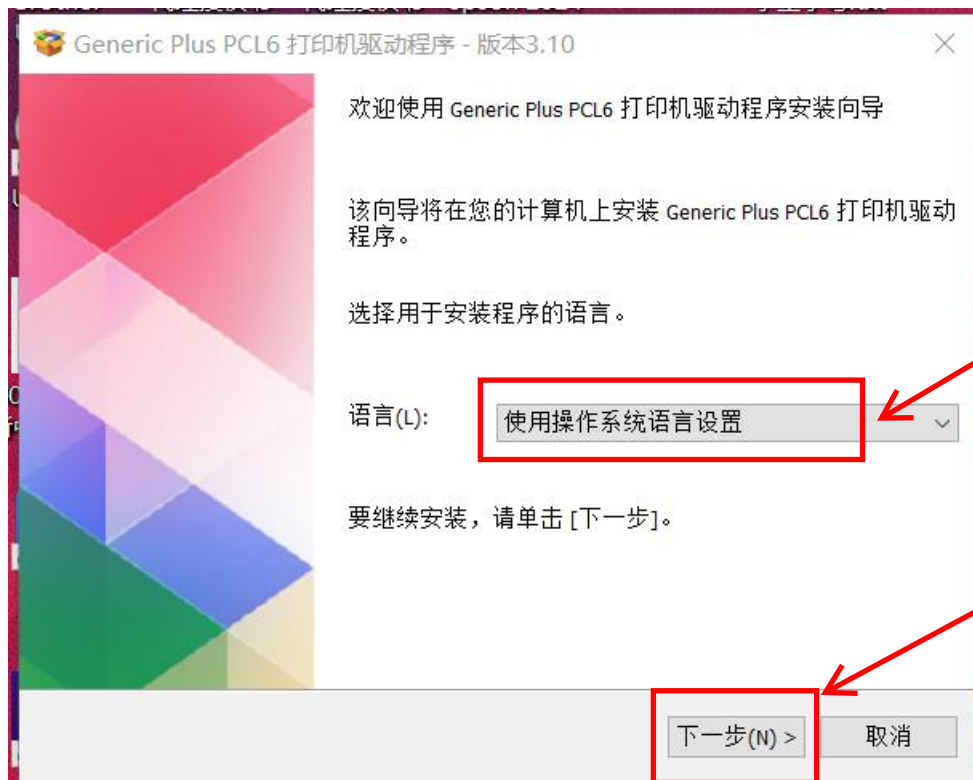 Generic Plus PCL6 打印机驱动程序 - 版本3.10
欢迎使用 Generic Plus PCL6 打印机驱动程序安装向导
该向导将在您的计算机上安装 Generic Plus PCL6 打印机驱动
程序。
选择用于安装程序的语言。
语言(L):
使用操作系统语言设置
要继续安装，请单击 [下一步]。
下一步(N) >
取消